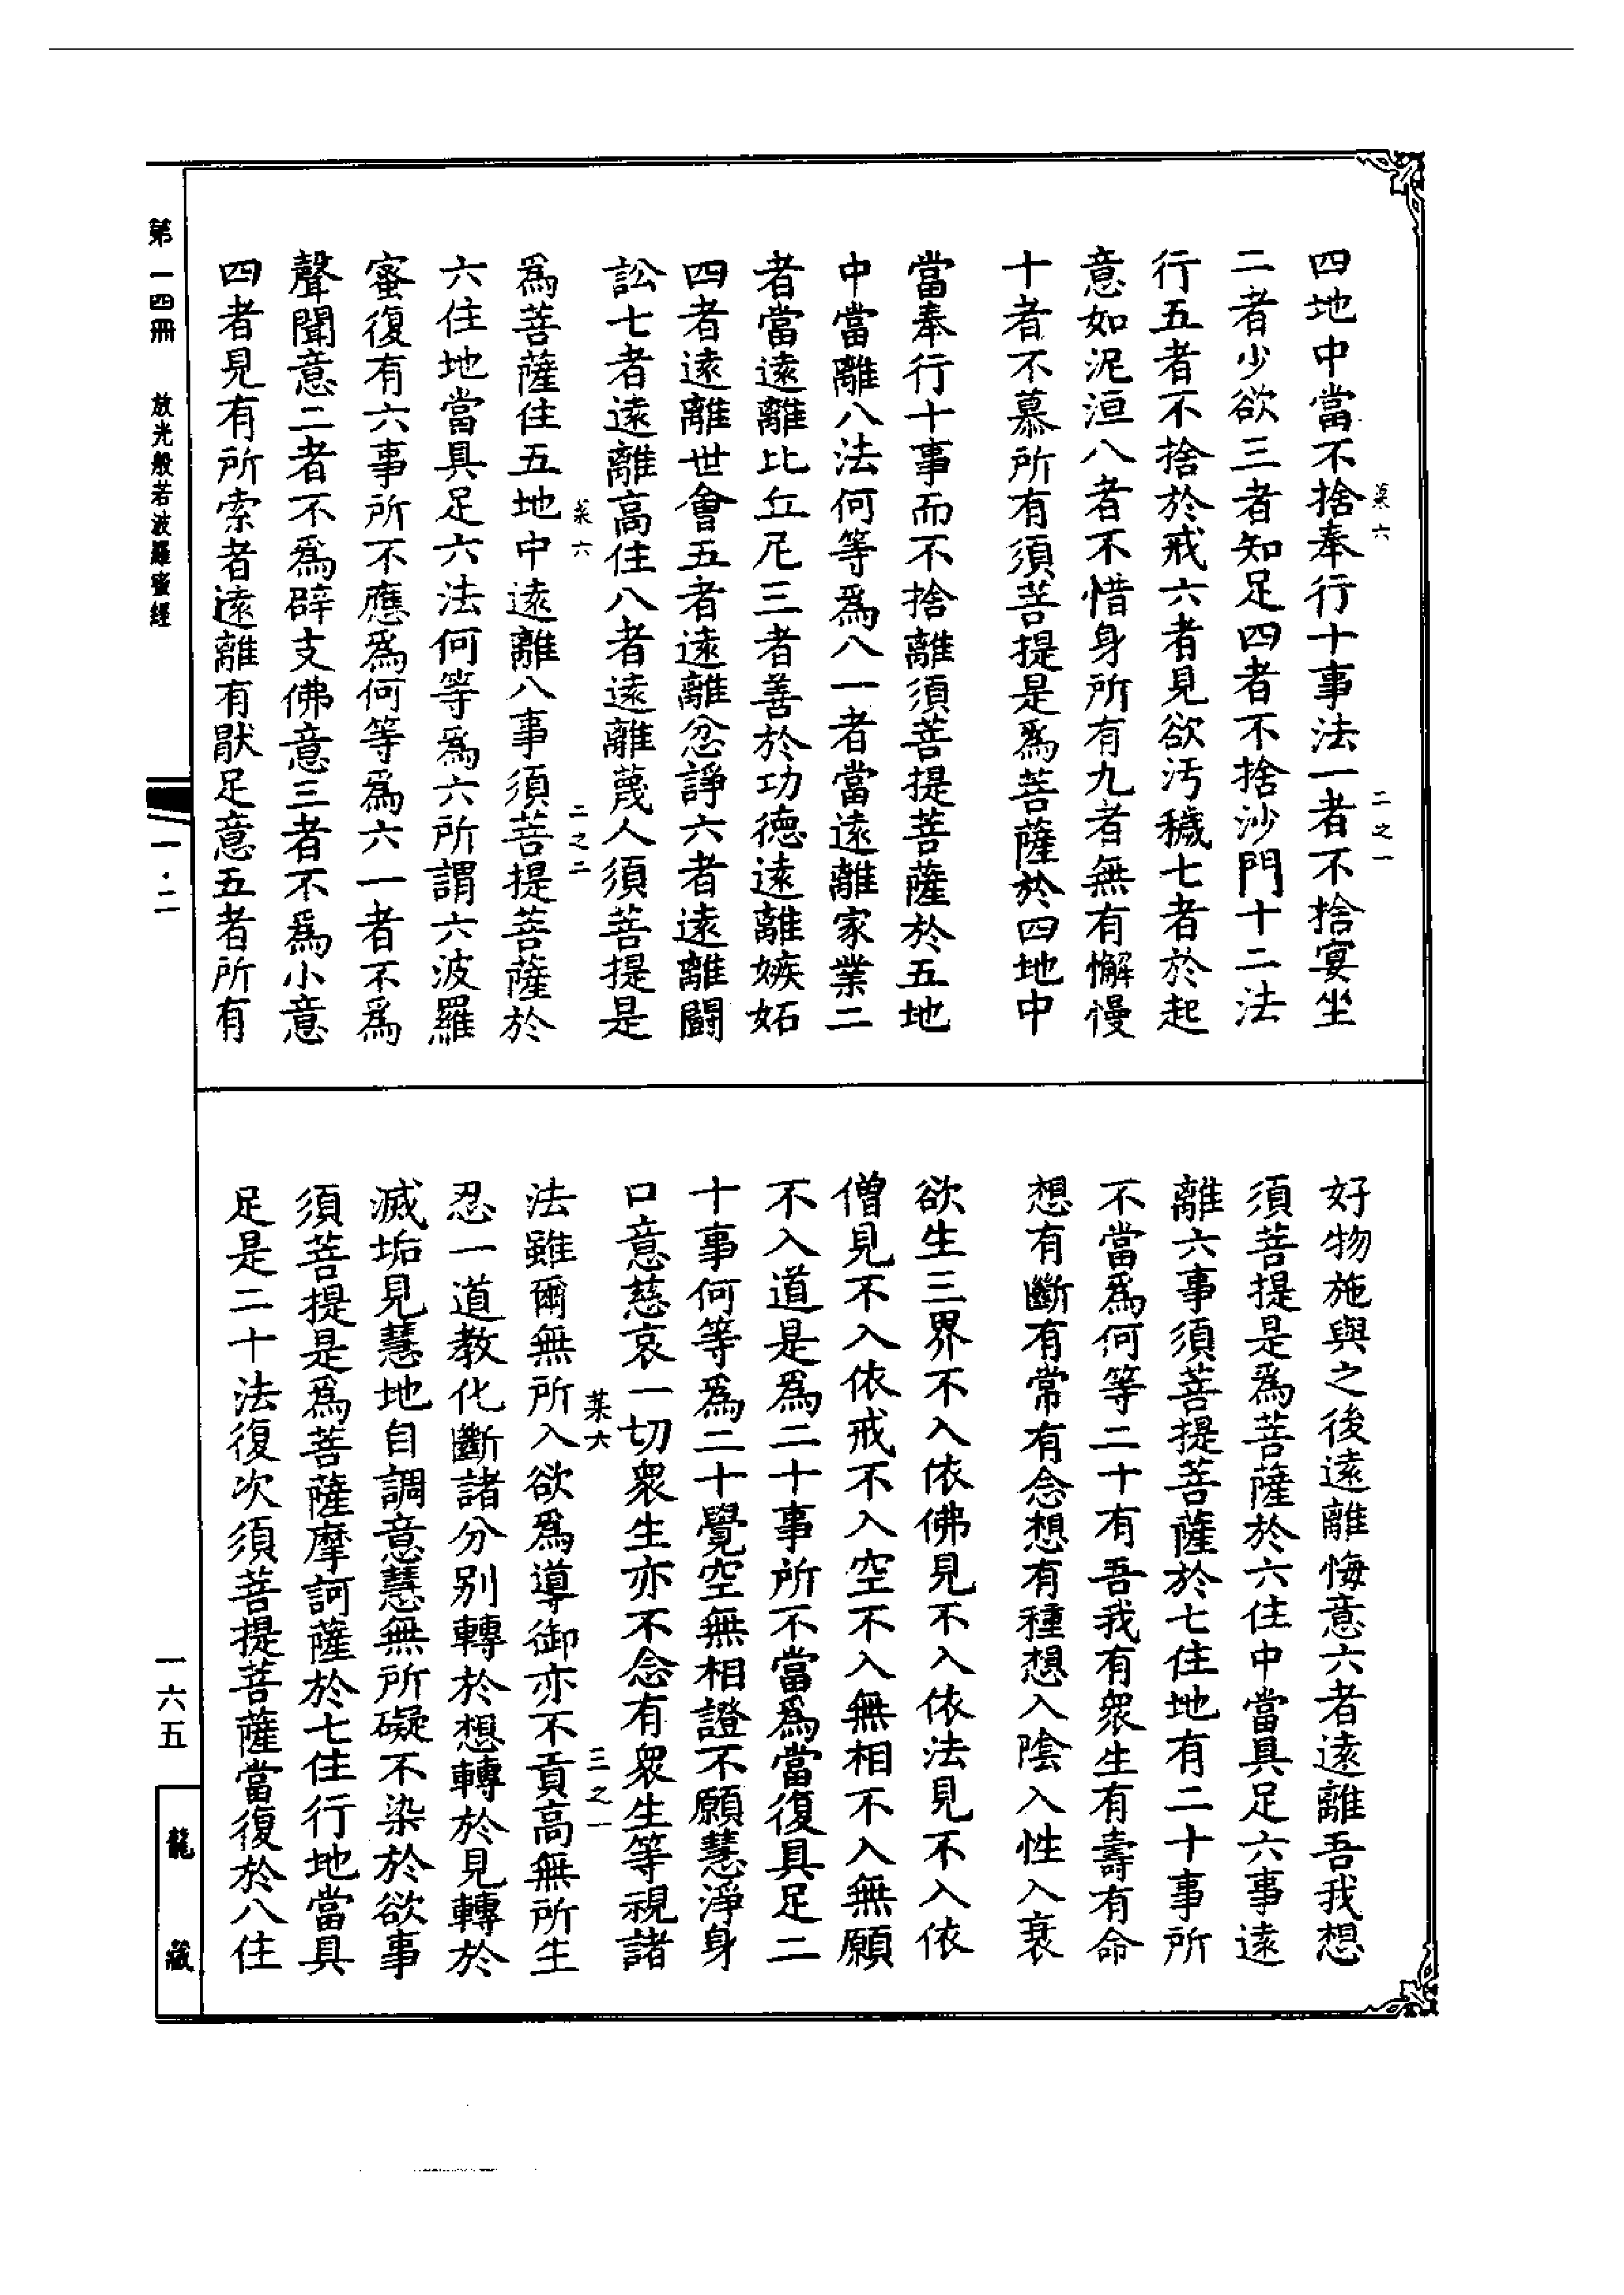 菜六 二之一
四地中當不捨奉行十事法一者不捨宴坐
二者少欲三者知足四者不捨沙門十二法
行五者不捨於戒六者見欲汚穢七者於起
意如泥洹八者不惜身所有九者無有懈慢
十者不慕所有須菩提是爲菩薩於四地中
當奉行十事而不捨離須菩提菩薩於五地
中當離八法何等爲八一者當遠離家業二
者當遠離比丘尼三者善於功德遠離嫉妬
四者遠離世會五者遠離忿諍六者遠離鬪
訟七者遠離高住八者遠離蔑人須菩提是
菜六 二之二
爲菩薩住五地中遠離八事須菩提菩薩於
六住地當具足六法何等爲六所謂六波羅
蜜復有六事所不應爲何等爲六一者不爲
聲聞意二者不爲辟支佛意三者不爲小意
四者見有所索者遠離有厭足意五者所有
好物施與之後遠離悔意六者遠離吾我想
須菩提是爲菩薩於六住中當具足六事遠
離六事須菩提菩薩於七住地有二十事所
不當爲何等二十有吾我有衆生有壽有命
想有斷有常有念想有種想入陰入性入衰
欲生三界不入依佛見不入依法見不入依
僧見不入依戒不入空不入無相不入無願
不入道是爲二十事所不當爲當復具足二
十事何等爲二十覺空無相證不願慧淨身
口意慈哀一切衆生亦不念有衆生等視諸
菜六 三之一
法雖爾無所入欲爲導御亦不貢高無所生
忍一道教化斷諸分別轉於想轉於見轉於
滅垢見慧地自調意慧無所礙不染於欲事
須菩提是爲菩薩摩訶薩於七住行地當具
足是二十法復次須菩提菩薩當復於八住
第一四冊 放光般若波羅蜜經
一·二
一六五
龍藏